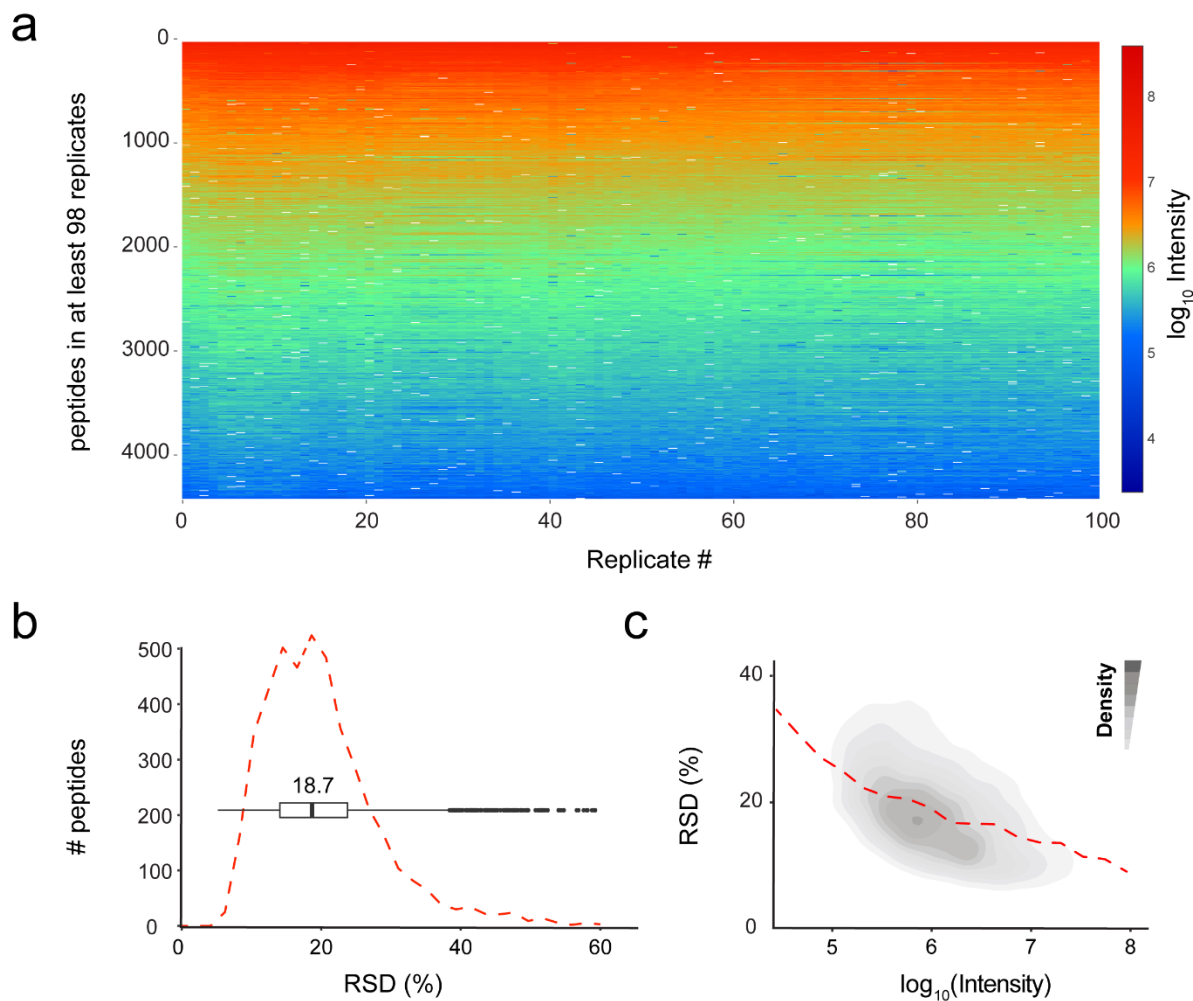 a
0
1000
2000
3000
4000
peptides in at least 98 replicates
0 20 40 60 80 100
Replicate #
8
7
6
5
4
log₁₀ Intensity
b
500
400
300
200
100
0
# peptides
18.7
0 20 40 60
RSD (%)
c
40
20
0
RSD (%)
Density
5 6 7 8
log₁₀(Intensity)